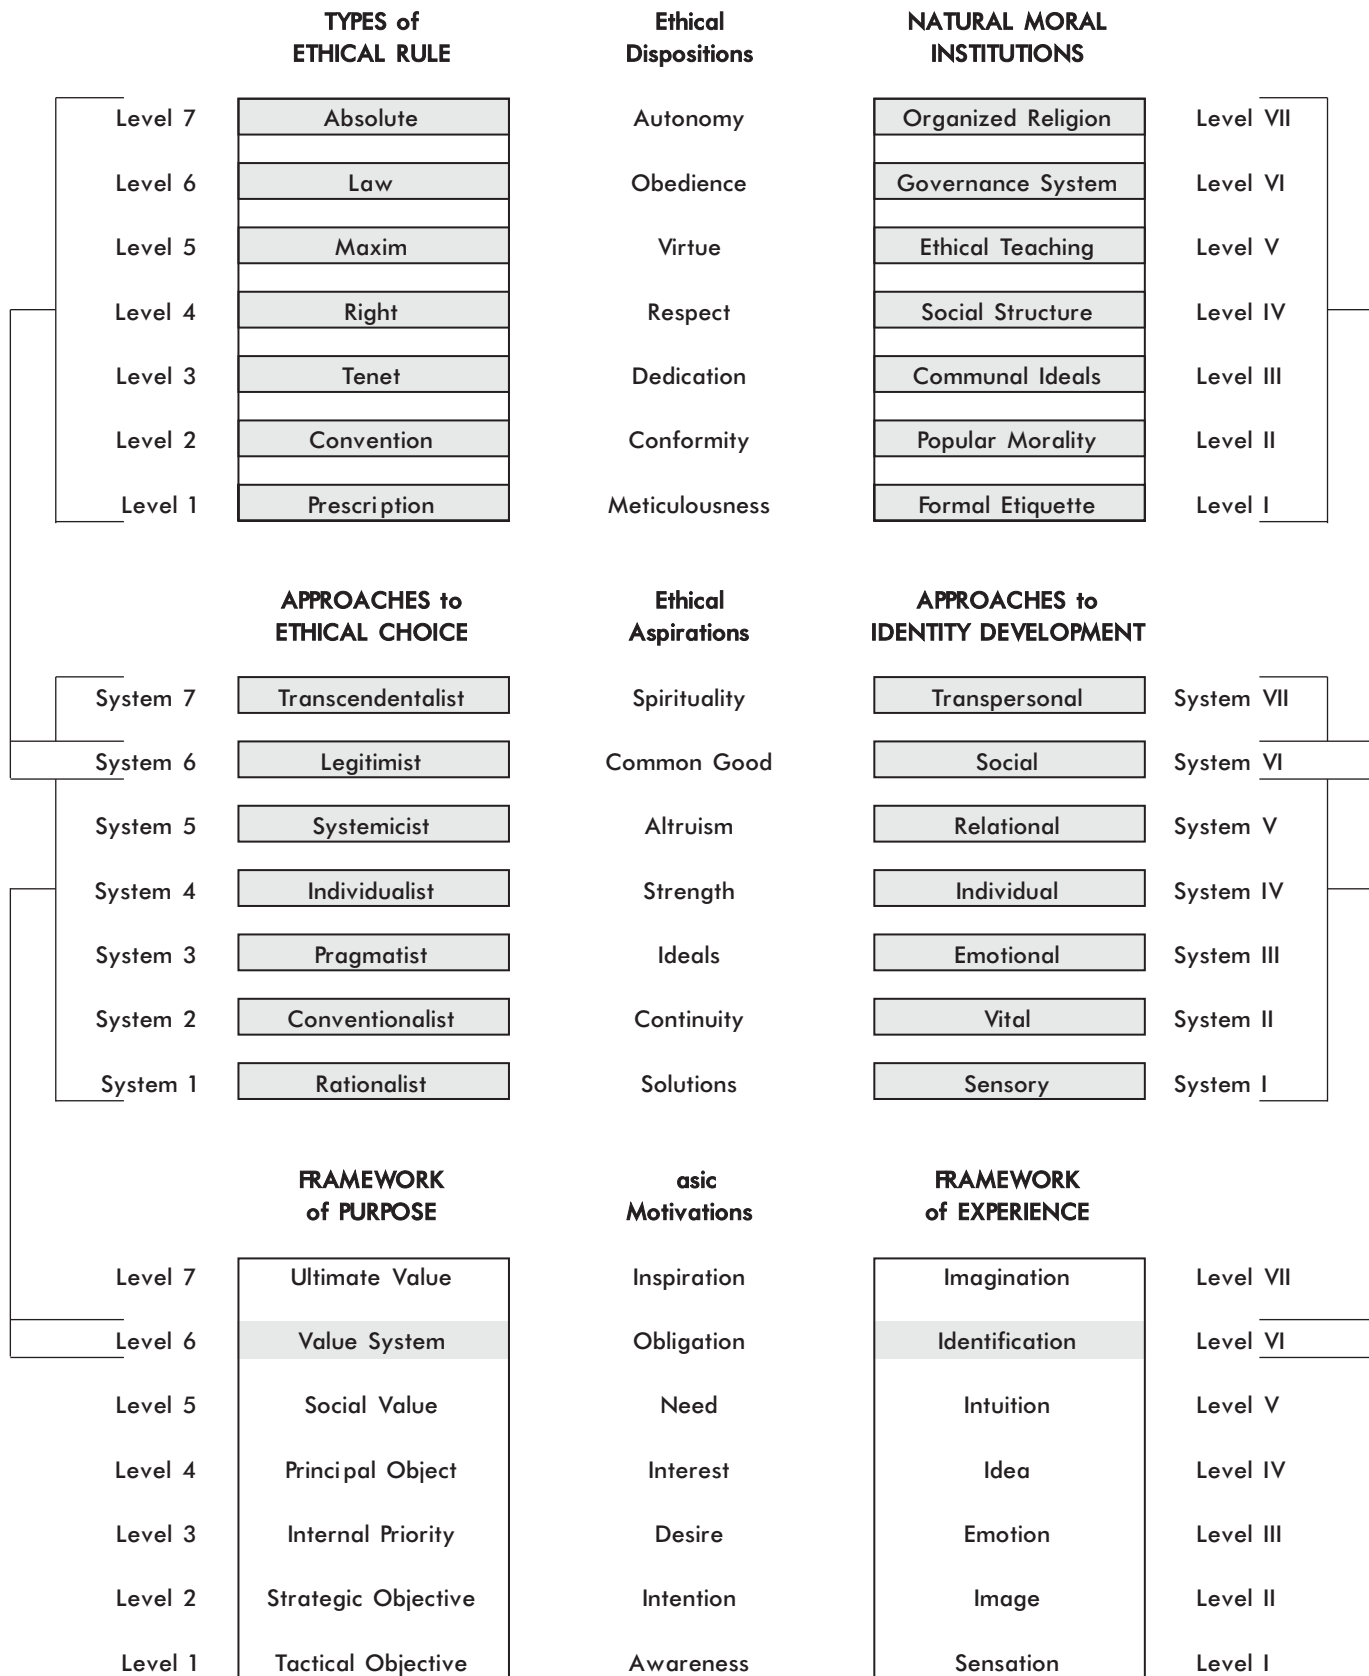 TYPES of Ethical NATURAL MORAL
ETHICAL RULE Dispositions INSTITUTIONS
Level 7 Absolute Autonomy Organized Religion Level VII
Level 6 Law Obedience Governance System Level VI
Level 5 Maxim Virtue Ethical Teaching Level V
Level 4 Right Respect Social Structure Level IV
Level 3 Tenet Dedication Communal Ideals Level III
Level 2 Convention Conformity Popular Morality Level II
Level 1 Prescription Meticulousness Formal Etiquette Level I
APPROACHES to Ethical APPROACHES to
ETHICAL CHOICE Aspirations IDENTITY DEVELOPMENT
System 7 Transcendentalist Spirituality Transpersonal System VII
System 6 Legitimist Common Good Social System VI
System 5 Systemicist Altruism Relational System V
System 4 Individualist Strength Individual System IV
System 3 Pragmatist Ideals Emotional System III
System 2 Conventionalist Continuity Vital System II
System 1 Rationalist Solutions Sensory System I
FRAMEWORK asic FRAMEWORK
of PURPOSE Motivations of EXPERIENCE
Level 7 Ultimate Value Inspiration Imagination Level VII
Level 6 Value System Obligation Identification Level VI
Level 5 Social Value Need Intuition Level V
Level 4 Principal Object Interest Idea Level IV
Level 3 Internal Priority Desire Emotion Level III
Level 2 Strategic Objective Intention Image Level II
Level 1 Tactical Objective Awareness Sensation Level I